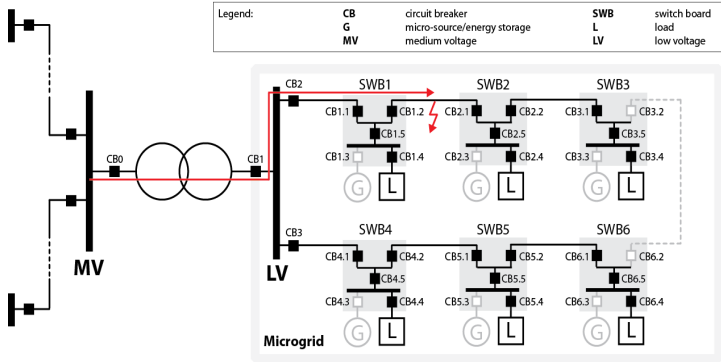 Legend: CB circuit breaker SWB switch board
G micro-source/energy storage L load
MV medium voltage LV low voltage
CB2 SWB1 SWB2 SWB3
CB1.1 CB1.2 CB2.1 CB2.2 CB3.1 CB3.2
CB1.5 CB2.5 CB3.5
CB0 CB1 CB1.3 CB1.4 CB2.3 CB2.4 CB3.3 CB3.4
G L G L G L
CB3 SWB4 SWB5 SWB6
CB4.1 CB4.2 CB5.1 CB5.2 CB6.1 CB6.2
MV LV
CB4.5 CB5.5 CB6.5
CB4.3 CB4.4 CB5.3 CB5.4 CB6.3 CB6.4
Microgrid G L G L G L